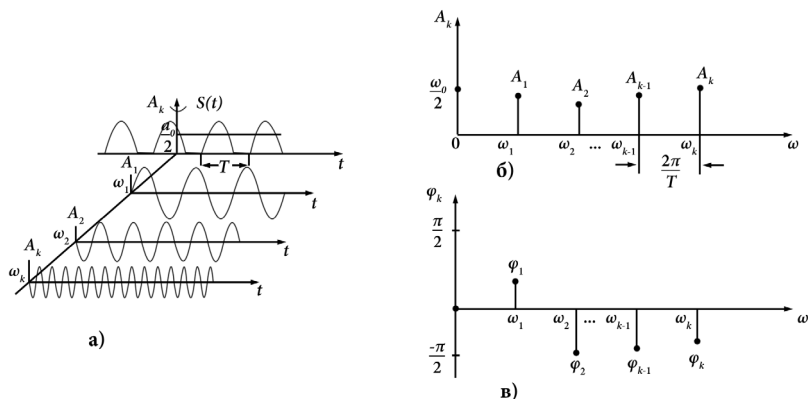 A_k S(t)
a_0
2
t
A_1
ω_1
T
t
A_2
ω_2
t
A_k
ω_k
t
а)
A_k
ω_0
2
A_1 A_2 A_k-1 A_k
0 ω_1 ω_2 ... ω_k-1 ω_k ω
2π
T
б)
φ_k
π
2
φ_1
ω_1 ω_2 ... ω_k-1 ω_k ω
-π
2
φ_2 φ_k-1 φ_k
в)